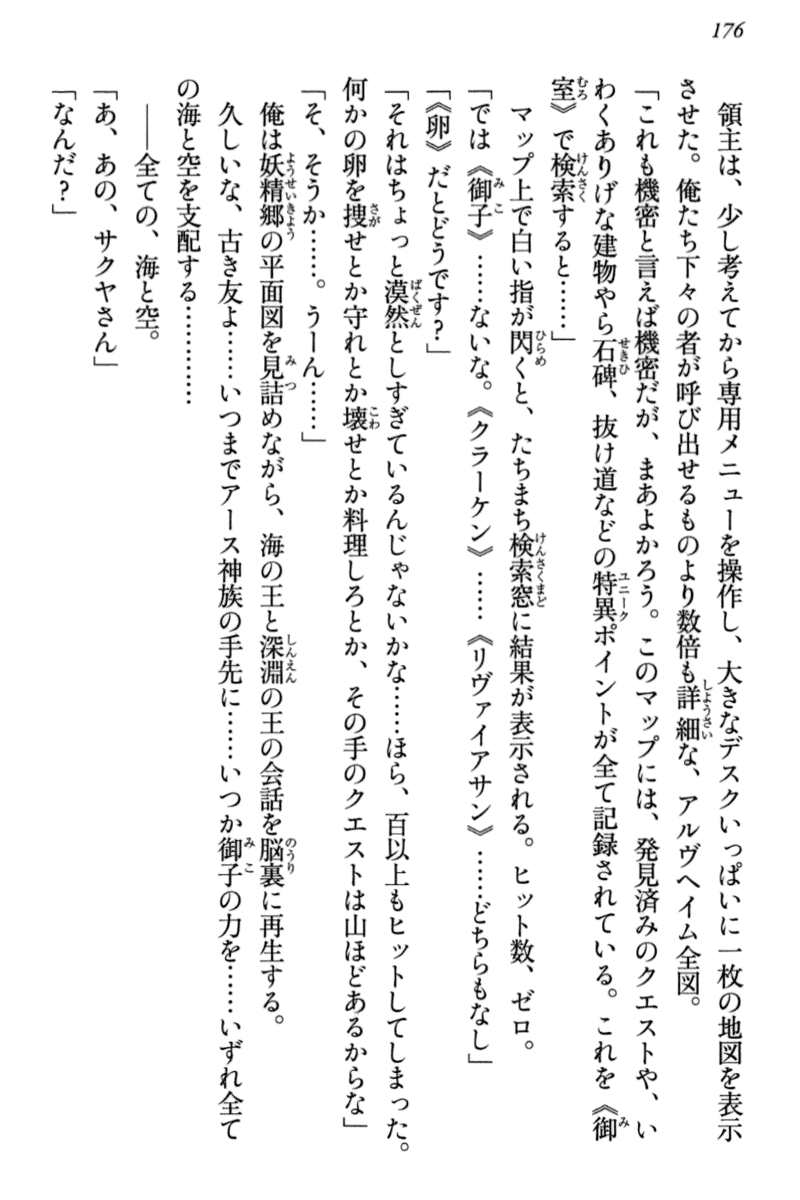 176
領主は、少し考えてから専用メニューを操作し、大きなデスクいっぱいに一枚の地図を表示
させた。俺たち下々の者が呼び出せるものより数倍も詳細な、アルヴヘイム全図。
「これも機密と言えば機密だが、まあよかろう。このマップには、発見済みのクエストや、い
わくありげな建物やら石碑、抜け道などの特異ポイントが全て記録されている。これを《御
室》で検索すると……」
マップ上で白い指が閃くと、たちまち検索窓に結果が表示される。ヒット数、ゼロ。
「では《御子》……ないな。《クラーケン》……《リヴァイアサン》……どちらもなし」
「《卵》だとどうです?」
「それはちょっと漠然としすぎているんじゃないかな……ほら、百以上もヒットしてしまった。
何かの卵を捜せとか守れとか壊せとか料理しろとか、その手のクエストは山ほどあるからな」
「そ、そうか……。うーん……」
俺は妖精郷の平面図を見詰めながら、海の王と深淵の王の会話を脳裏に再生する。
久しいな、古き友よ……いつまでアース神族の手先に……いつか御子の力を……いずれ全て
の海と空を支配する…………
——全ての、海と空。
「あ、あの、サクヤさん」
「なんだ?」